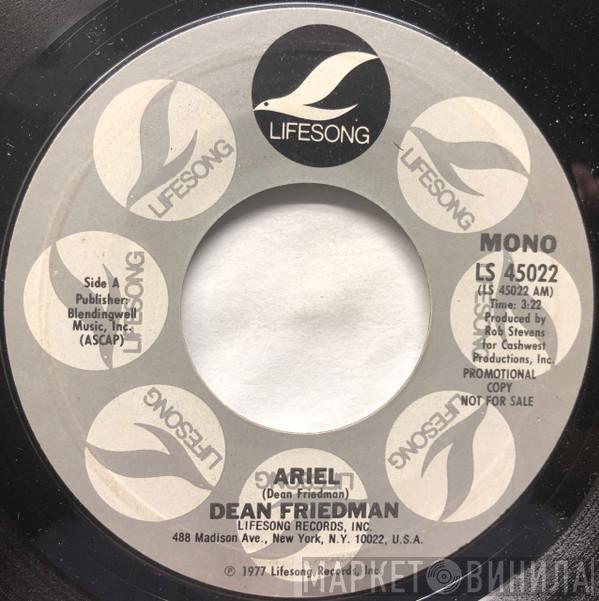 LIFESONG
LIFESONG
LIFESONG
MONO
LS 45022
(LS 45022 AM)
Time: 3:22
Produced by
Rob Stevens
for Cashwest
Productions, Inc.
PROMOTIONAL
COPY
NOT FOR SALE
Side A
Publisher:
Blendingwell
Music, Inc.
(ASCAP)
LIFESONG
LIFESONG
LIFESONG
LIFESONG
LIFESONG
ARIEL
(Dean Friedman)
DEAN FRIEDMAN
LIFESONG RECORDS, INC.
488 Madison Ave., New York, N.Y. 10022, U.S.A.
℗ 1977 Lifesong Records, Inc.
МАРКЕТ ВИНИЛА